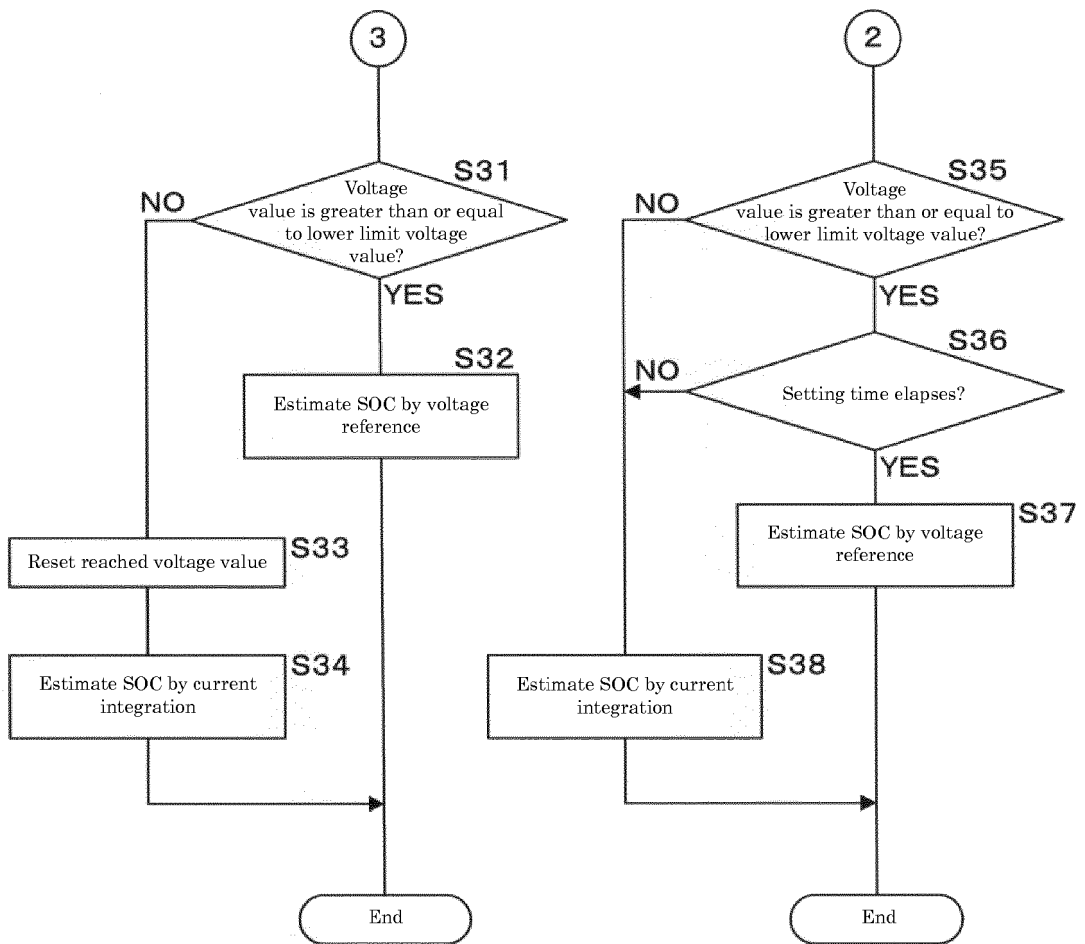 3
S31
Voltage
value is greater than or equal
to lower limit voltage
value?
NO
YES
S32
Estimate SOC by voltage
reference
Reset reached voltage value
S33
Estimate SOC by current
integration
S34
End
2
S35
Voltage
value is greater than or equal to
lower limit voltage value?
NO
YES
S36
Setting time elapses?
NO
YES
Estimate SOC by voltage
reference
S37
Estimate SOC by current
integration
S38
End